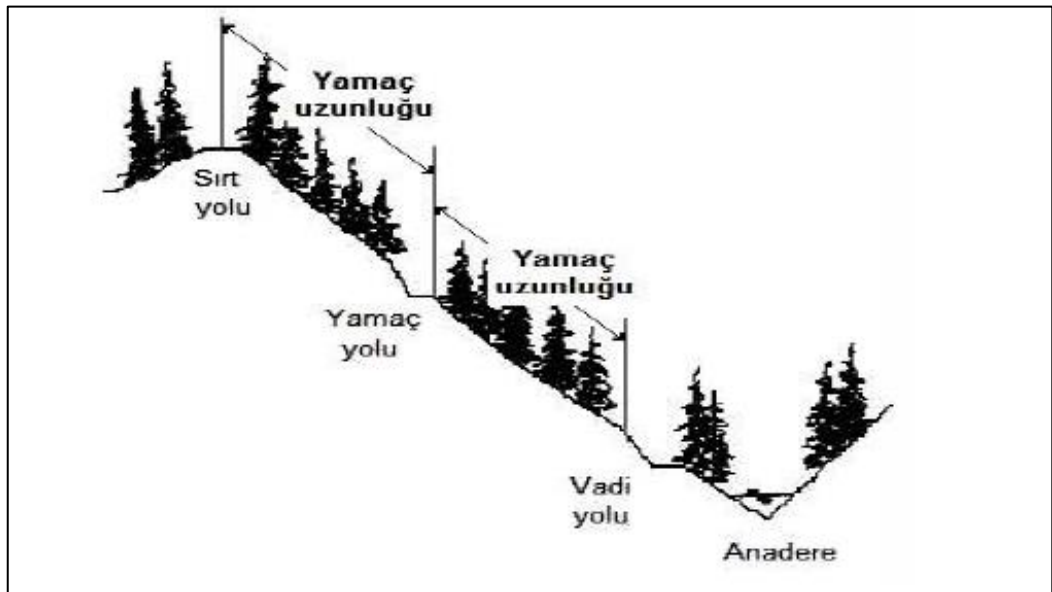 Yamaç
uzunluğu
Sırt
yolu
Yamaç
uzunluğu
Yamaç
yolu
Vadi
yolu
Anadere